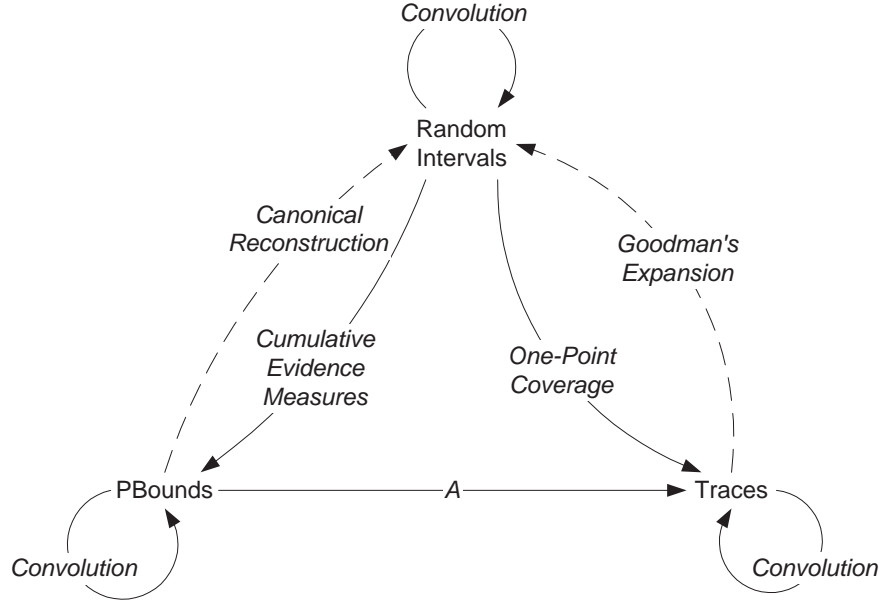 Convolution
Random
Intervals
Canonical
Reconstruction
Goodman's
Expansion
Cumulative
Evidence
Measures
One-Point
Coverage
PBounds
A
Traces
Convolution
Convolution